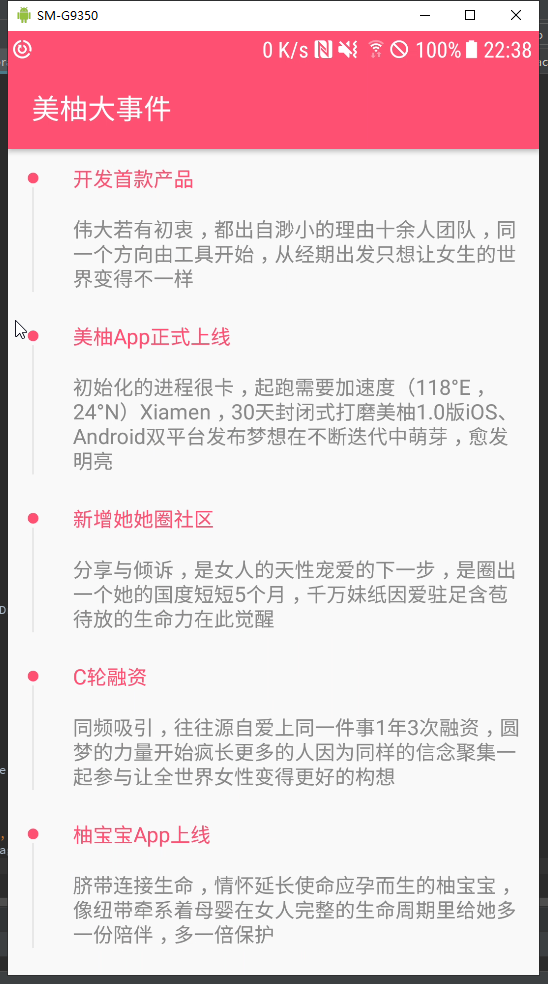 SM-G9350
0 K/s 100% 22:38
美柚大事件
开发首款产品
伟大若有初衷，都出自渺小的理由十余人团队，同
一个方向由工具开始，从经期出发只想让女生的世
界变得不一样
美柚App正式上线
初始化的进程很卡，起跑需要加速度（118°E，
24°N）Xiamen，30天封闭式打磨美柚1.0版iOS、
Android双平台发布梦想在不断迭代中萌芽，愈发
明亮
新增她她圈社区
分享与倾诉，是女人的天性宠爱的下一步，是圈出
一个她的国度短短5个月，千万妹纸因爱驻足含苞
待放的生命力在此觉醒
C轮融资
同频吸引，往往源自爱上同一件事1年3次融资，圆
梦的力量开始疯长更多的人因为同样的信念聚集一
起参与让全世界女性变得更好的构想
柚宝宝App上线
脐带连接生命，情怀延长使命应孕而生的柚宝宝，
像纽带牵系着母婴在女人完整的生命周期里给她多
一份陪伴，多一倍保护